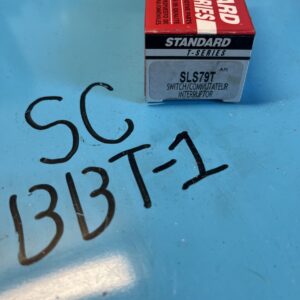 STANDARD
T-SERIES
SLS79T
SWITCH/COMMUTATEUR
INTERRUPTOR
SC
BBT-1